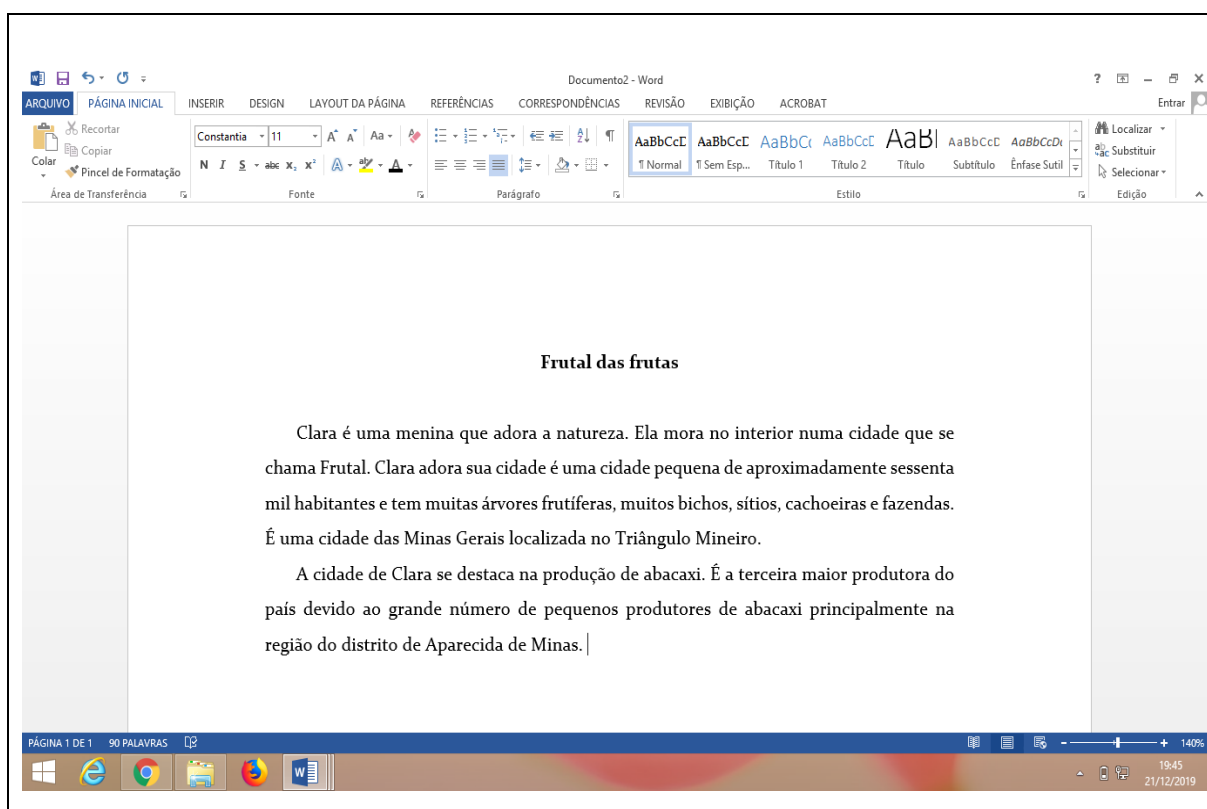 Documento2 - Word
ARQUIVO PÁGINA INICIAL INSERIR DESIGN LAYOUT DA PÁGINA REFERÊNCIAS CORRESPONDÊNCIAS REVISÃO EXIBIÇÃO ACROBAT Entrar
Recortar
Copiar
Colar
Pincel de Formatação
Constantia 11
N I S abc X₂ X²
AaBbCcD AaBbCcD AaBbCc AaBbCcD AaBl AaBbCcD AaBbCcDc
¶ Normal ¶ Sem Esp... Título 1 Título 2 Título Subtítulo Ênfase Sutil
Localizar
Substituir
Selecionar
Área de Transferência Fonte Parágrafo Estilo Edição
Frutal das frutas
Clara é uma menina que adora a natureza. Ela mora no interior numa cidade que se
chama Frutal. Clara adora sua cidade é uma cidade pequena de aproximadamente sessenta
mil habitantes e tem muitas árvores frutíferas, muitos bichos, sítios, cachoeiras e fazendas.
É uma cidade das Minas Gerais localizada no Triângulo Mineiro.
A cidade de Clara se destaca na produção de abacaxi. É a terceira maior produtora do
país devido ao grande número de pequenos produtores de abacaxi principalmente na
região do distrito de Aparecida de Minas.
PÁGINA 1 DE 1 90 PALAVRAS 140%
19:45
21/12/2019